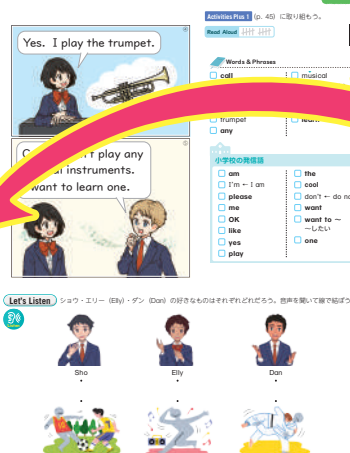 Yes. I play the trumpet.
't play any
instruments.
want to learn one.
Activities Plus 1 (p. 45) に取り組もう。
Read Aloud
Words & Phrases
call
musical
trumpet
any
小学校の発信語
am
I'm ← I am
please
me
OK
like
yes
play
the
cool
don't ← do no
want
want to ～
～したい
one
Let's Listen ショウ・エリー (Elly)・ダン (Dan) の好きなものはそれぞれどれだろう。音声を聞いて線で結ぼう
Sho
Elly
Dan